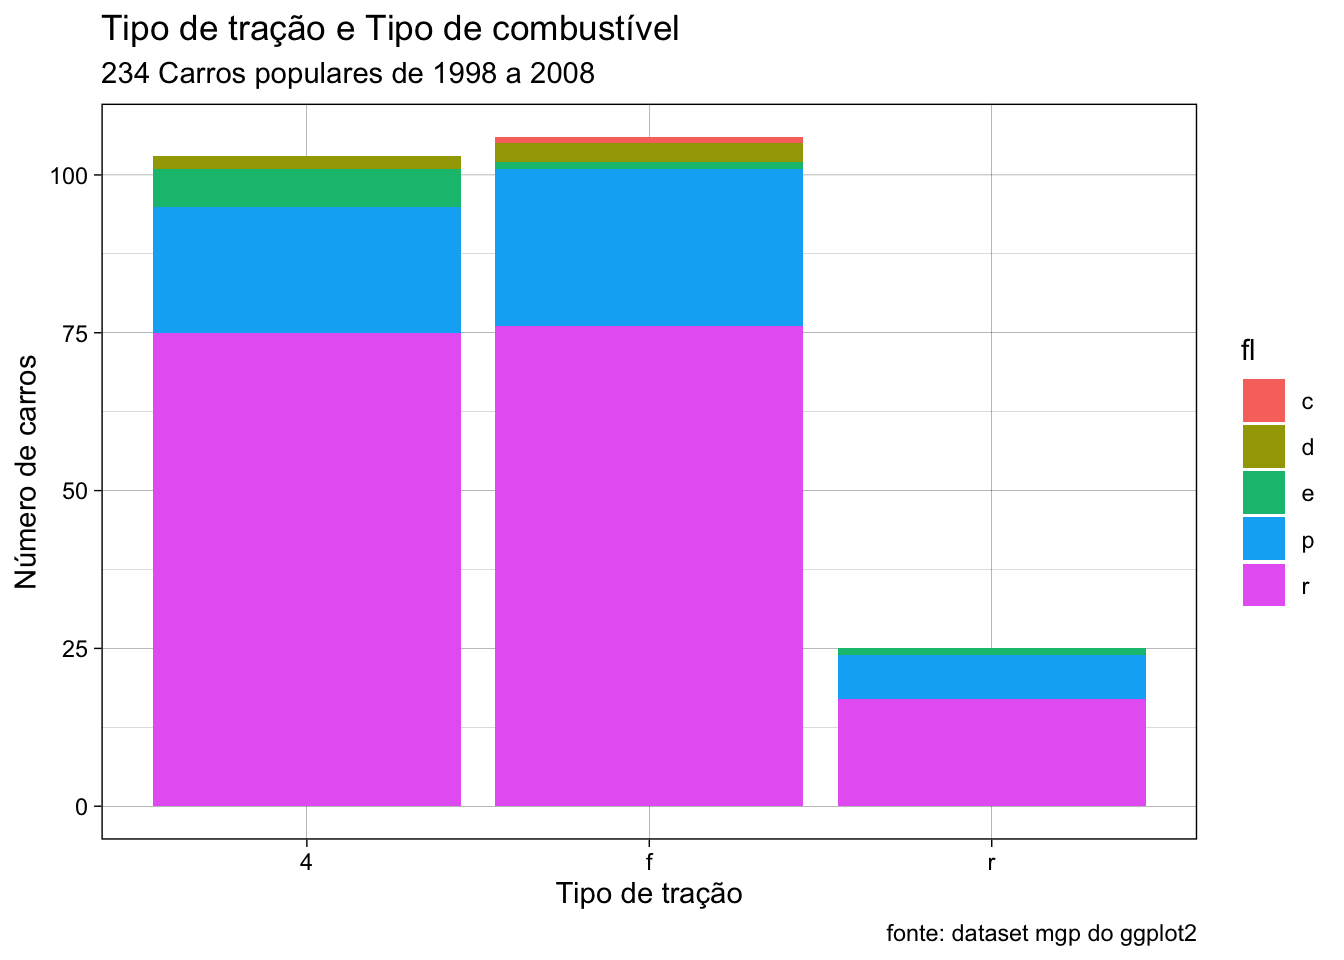 Tipo de tração e Tipo de combustível
234 Carros populares de 1998 a 2008
Número de carros
100
75
50
25
0
4
f
r
Tipo de tração
fl
c
d
e
p
r
fonte: dataset mgp do ggplot2